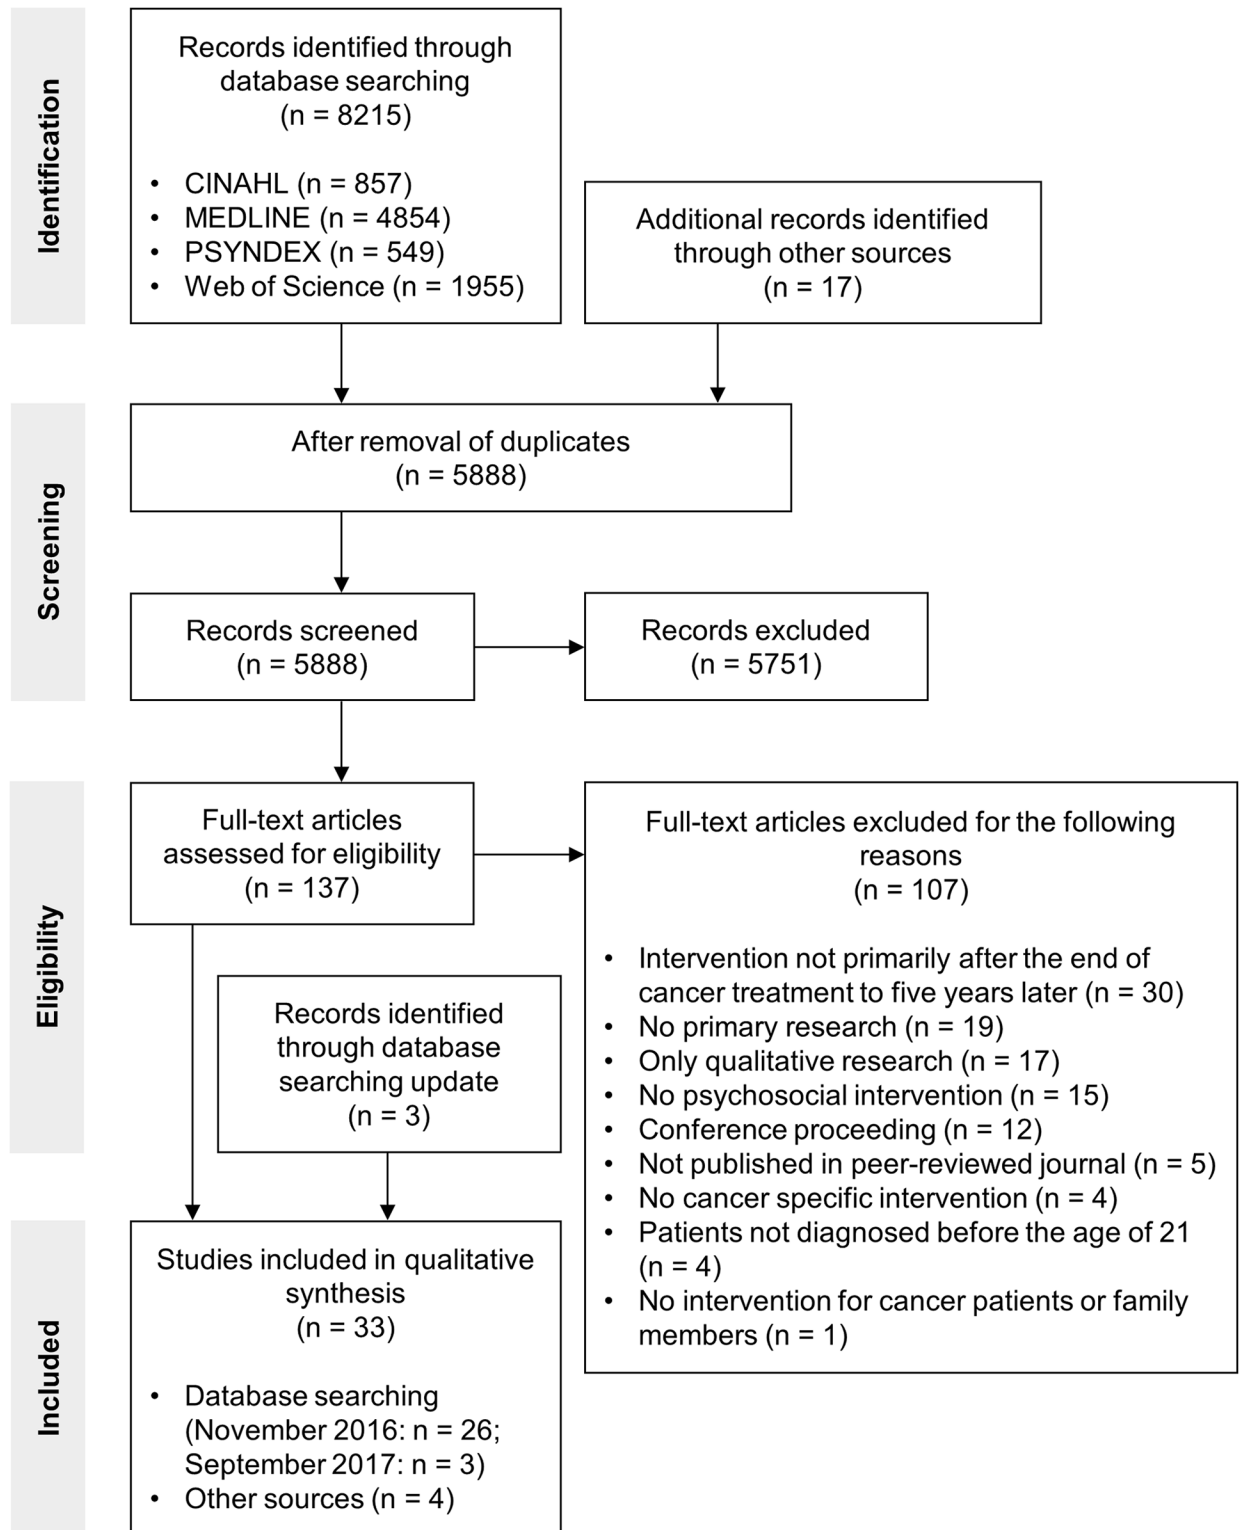 Identification
Records identified through
database searching
(n = 8215)
• CINAHL (n = 857)
• MEDLINE (n = 4854)
• PSYNDEX (n = 549)
• Web of Science (n = 1955)
Additional records identified
through other sources
(n = 17)
Screening
After removal of duplicates
(n = 5888)
Records screened
(n = 5888)
Records excluded
(n = 5751)
Eligibility
Full-text articles
assessed for eligibility
(n = 137)
Full-text articles excluded for the following
reasons
(n = 107)
• Intervention not primarily after the end of
cancer treatment to five years later (n = 30)
• No primary research (n = 19)
• Only qualitative research (n = 17)
• No psychosocial intervention (n = 15)
• Conference proceeding (n = 12)
• Not published in peer-reviewed journal (n = 5)
• No cancer specific intervention (n = 4)
• Patients not diagnosed before the age of 21
(n = 4)
• No intervention for cancer patients or family
members (n = 1)
Records identified
through database
searching update
(n = 3)
Included
Studies included in qualitative
synthesis
(n = 33)
• Database searching
(November 2016: n = 26;
September 2017: n = 3)
• Other sources (n = 4)